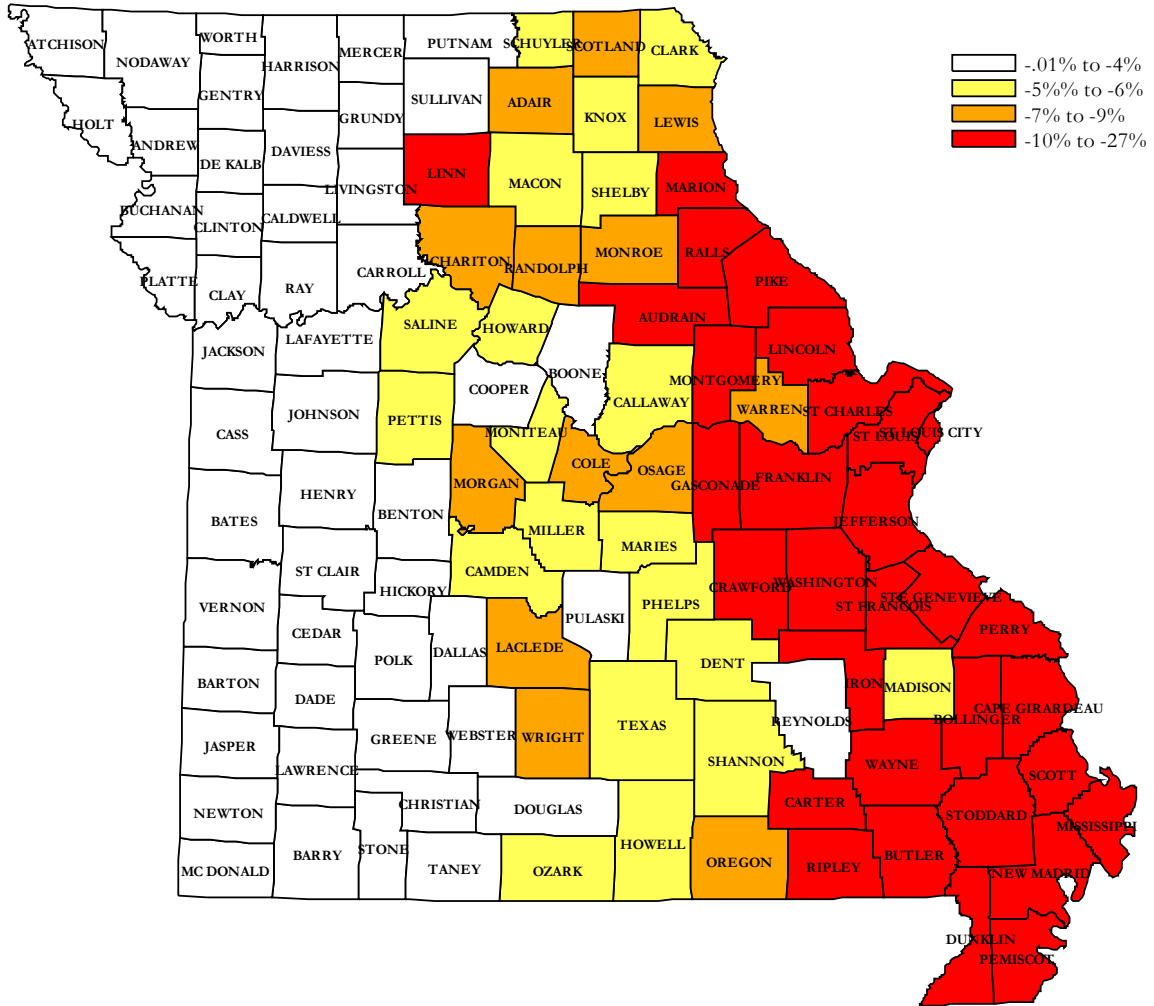 ATCHISON
NODAWAY
WORTH
HARRISON
MERCER
PUTNAM
SCHUYLER
SCOTLAND
CLARK
-.01% to -4%
-5%% to -6%
-7% to -9%
-10% to -27%
HOLT
GENTRY
SULLIVAN
ADAIR
KNOX
LEWIS
GRUNDY
ANDREW
DE KALB
DAVIESS
LIVINGSTON
LINN
MACON
SHELBY
MARION
BUCHANAN
CLINTON
CALDWELL
CHARITON
RANDOLPH
MONROE
RALLS
PLATTE
CLAY
RAY
CARROLL
PIKE
JACKSON
LAFAYETTE
SALINE
HOWARD
AUDRAIN
LINCOLN
COOPER
BOONE
CALLAWAY
MONTGOMERY
WARREN
ST CHARLES
CASS
JOHNSON
PETTIS
MONITEAU
ST LOUIS
ST LOUIS CITY
COLE
OSAGE
GASCONADE
FRANKLIN
HENRY
MORGAN
BATES
BENTON
MILLER
MARIES
JEFFERSON
ST CLAIR
HICKORY
CAMDEN
PULASKI
PHELPS
CRAWFORD
WASHINGTON
ST FRANCOIS
STE GENEVIEVE
VERNON
CEDAR
POLK
DALLAS
LACLEDE
DENT
PERRY
BARTON
DADE
IRON
MADISON
BOLLINGER
CAPE GIRARDEAU
JASPER
GREENE
WEBSTER
WRIGHT
TEXAS
REYNOLDS
LAWRENCE
SHANNON
WAYNE
SCOTT
NEWTON
CHRISTIAN
DOUGLAS
CARTER
STODDARD
MISSISSIPPI
MC DONALD
BARRY
STONE
TANEY
OZARK
HOWELL
OREGON
RIPLEY
BUTLER
NEW MADRID
DUNKLIN
PEMISCOT